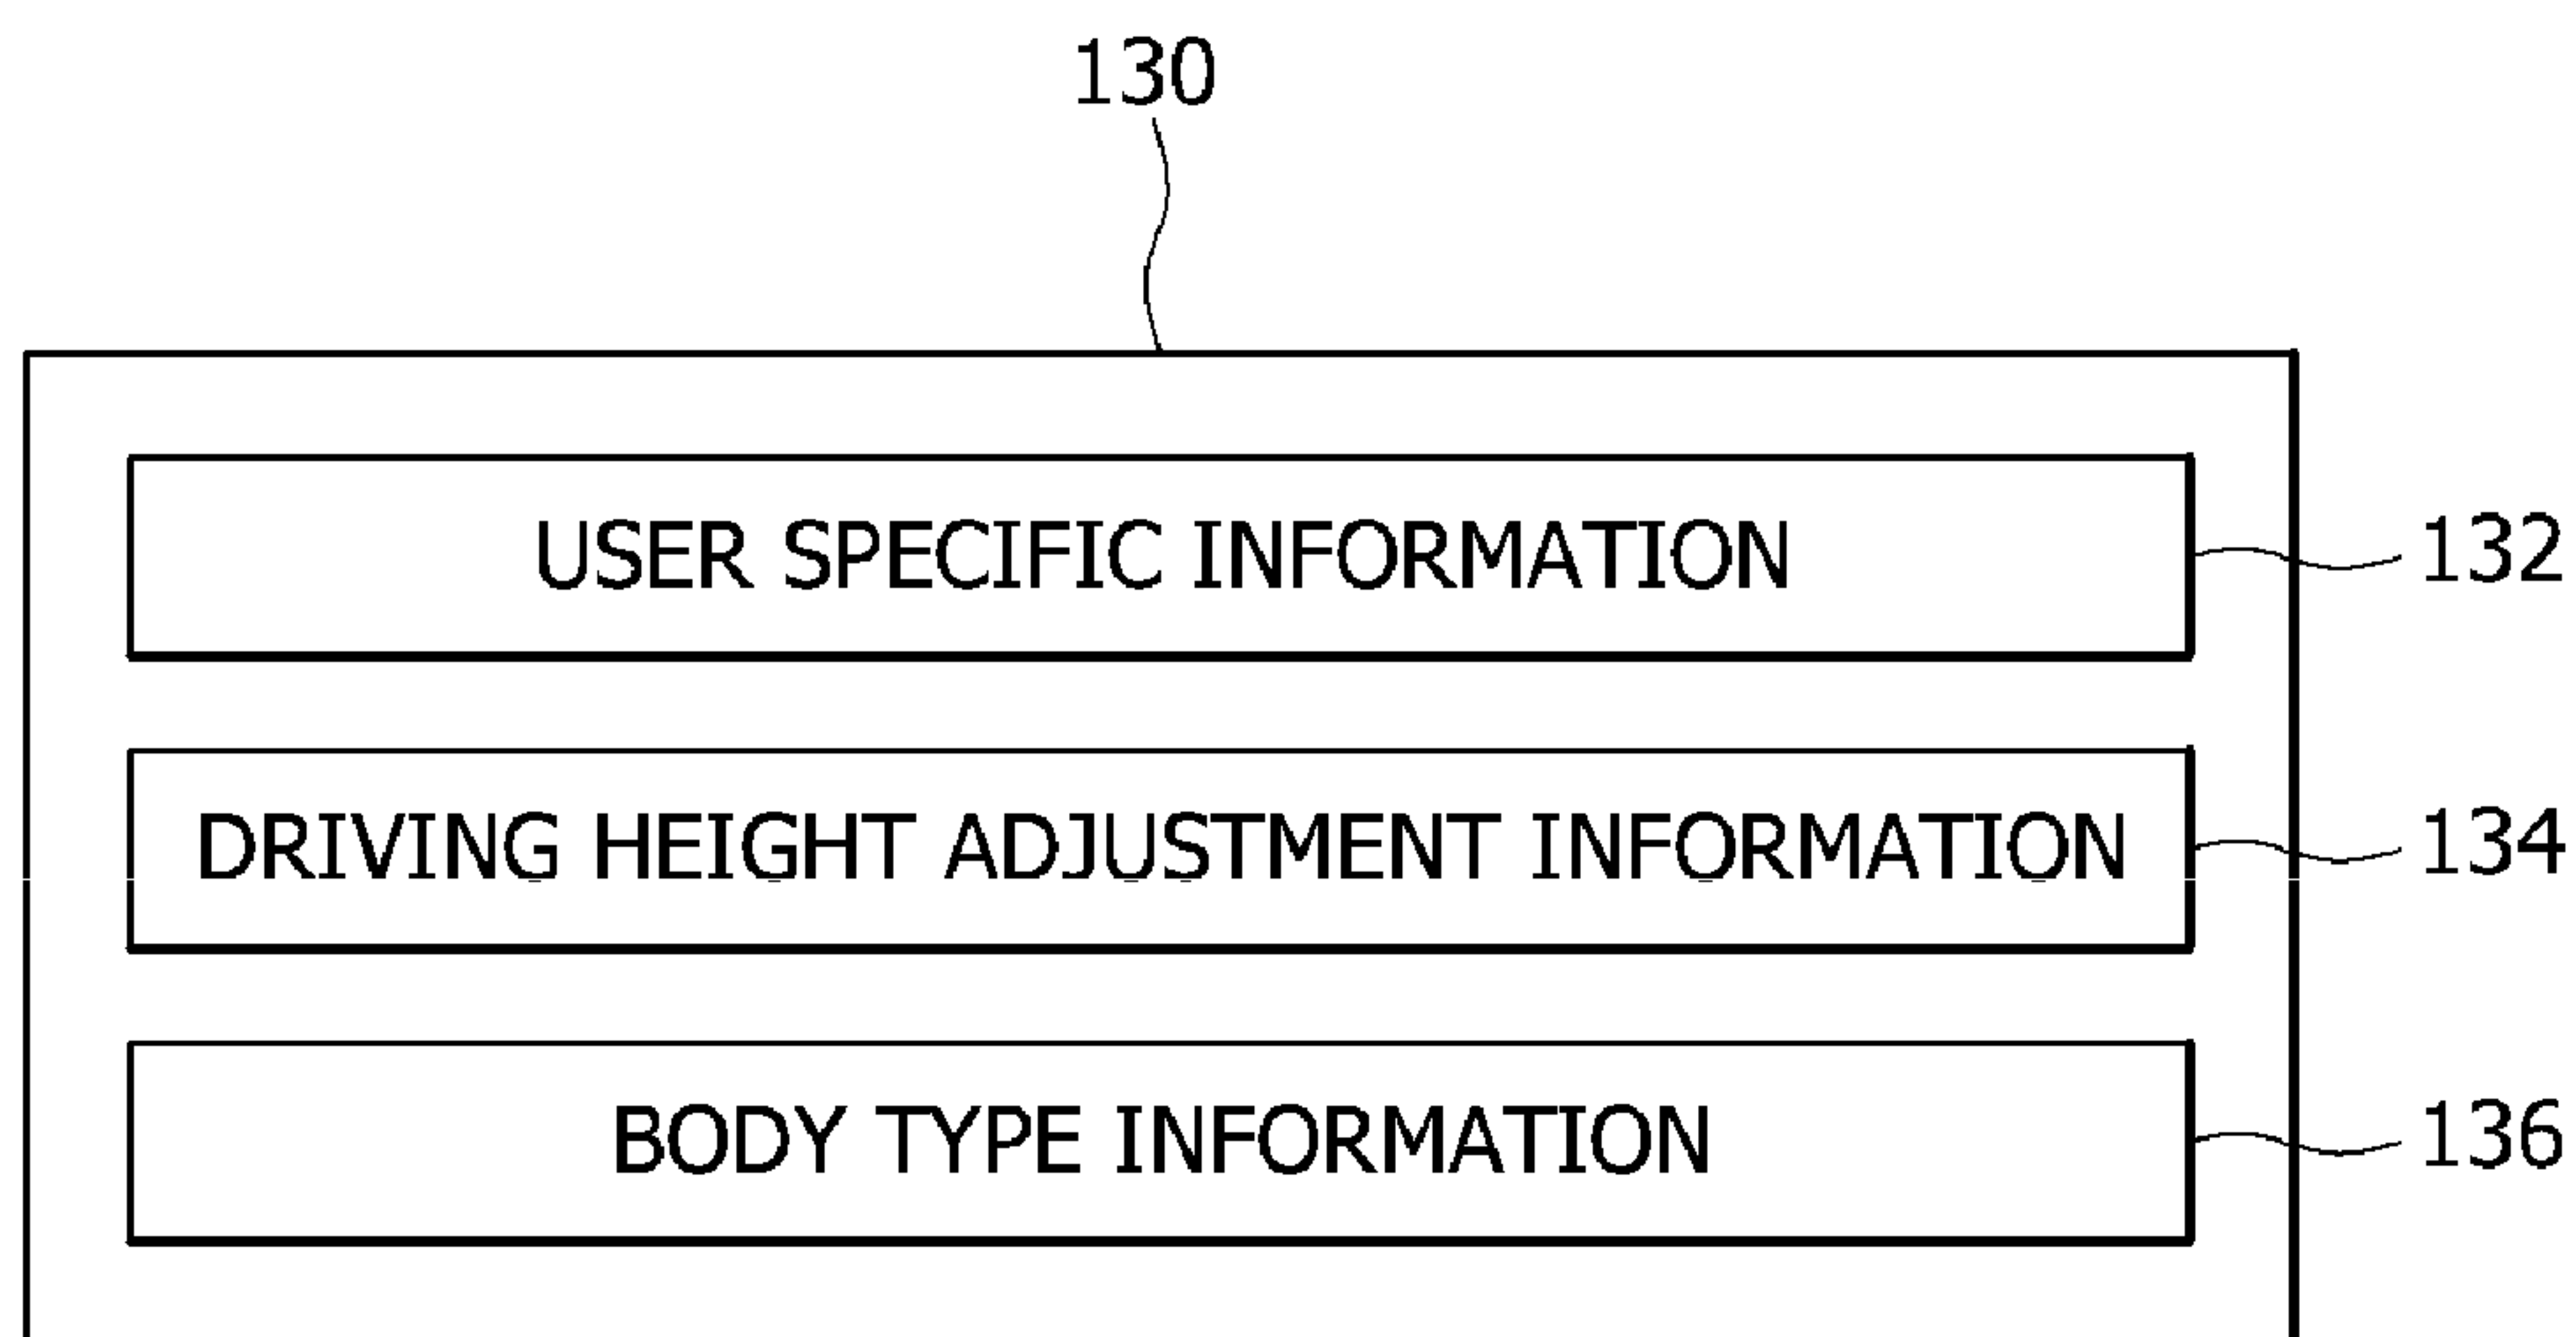 130
USER SPECIFIC INFORMATION 132
DRIVING HEIGHT ADJUSTMENT INFORMATION 134
BODY TYPE INFORMATION 136